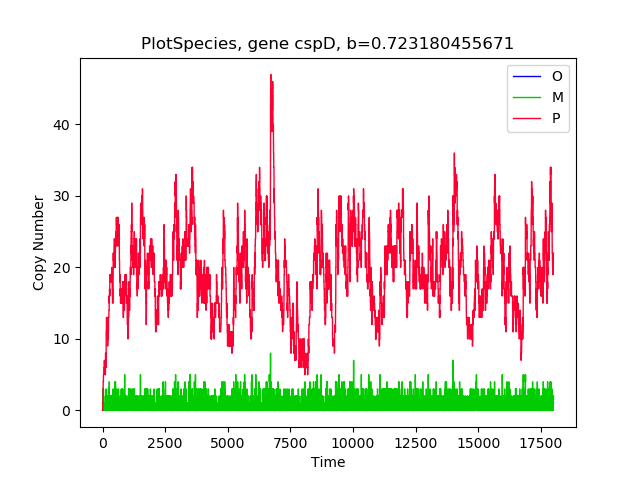 PlotSpecies, gene cspD, b=0.723180455671
O
M
P
Copy Number
40
30
20
10
0
0 2500 5000 7500 10000 12500 15000 17500
Time